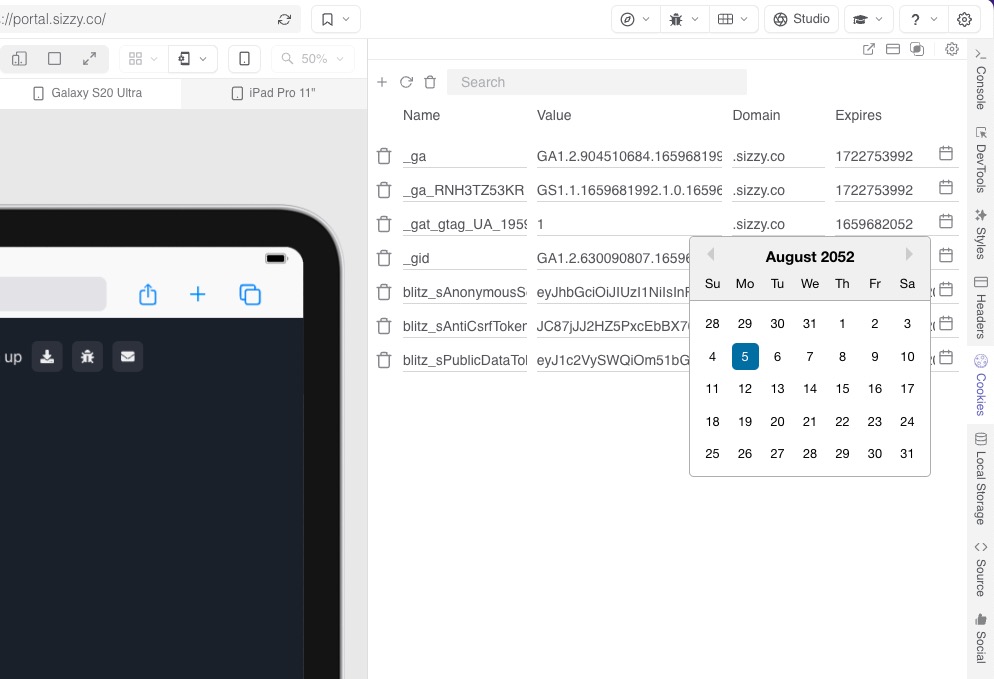 ://portal.sizzy.co/
Studio
?
50%
Galaxy S20 Ultra
iPad Pro 11"
up
Search
Name Value Domain Expires
_ga GA1.2.904510684.165968199 .sizzy.co 1722753992
_ga_RNH3TZ53KR GS1.1.1659681992.1.0.16596 .sizzy.co 1722753992
_gat_gtag_UA_1959 1 .sizzy.co 1659682052
_gid GA1.2.630090807.16596
blitz_sAnonymousS eyJhbGciOiJIUzI1NiIsInF
blitz_sAntiCsrfToken JC87jJJ2HZ5PxcEbBX7
blitz_sPublicDataTol eyJ1c2VySWQiOm51bG
August 2052
Su Mo Tu We Th Fr Sa
28 29 30 31 1 2 3
4 5 6 7 8 9 10
11 12 13 14 15 16 17
18 19 20 21 22 23 24
25 26 27 28 29 30 31
Console
DevTools
Styles
Headers
Cookies
Local Storage
Source
Social